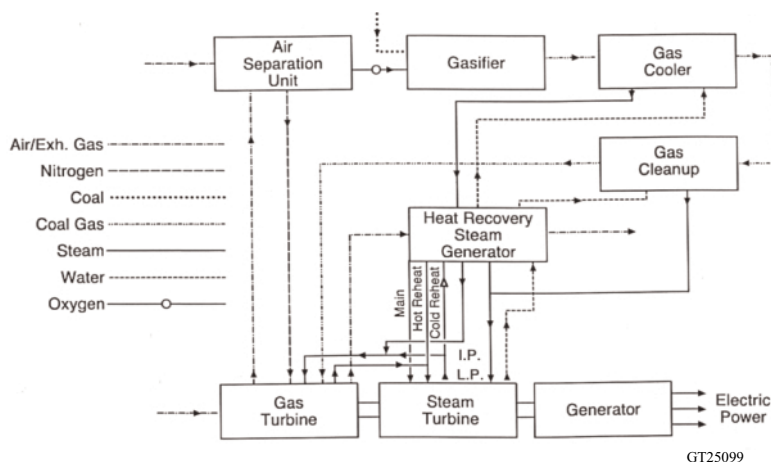 Air
Separation
Unit
Gasifier
Gas
Cooler
Air/Exh. Gas
Nitrogen
Coal
Coal Gas
Steam
Water
Oxygen
Gas
Cleanup
Heat Recovery
Steam
Generator
Main
Hot Reheat
Cold Reheat
I.P.
L.P.
Gas
Turbine
Steam
Turbine
Generator
Electric
Power
GT25099